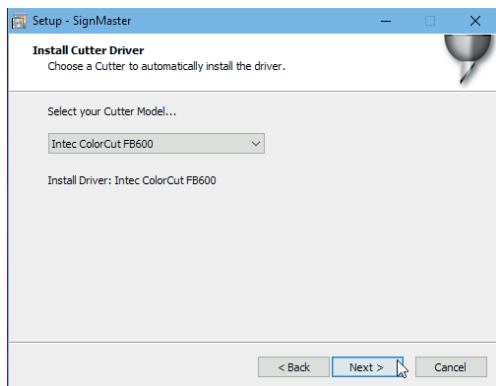 Setup - SignMaster
Install Cutter Driver
Choose a Cutter to automatically install the driver.
Select your Cutter Model...
Intec ColorCut FB600
Install Driver: Intec ColorCut FB600
< Back Next > Cancel